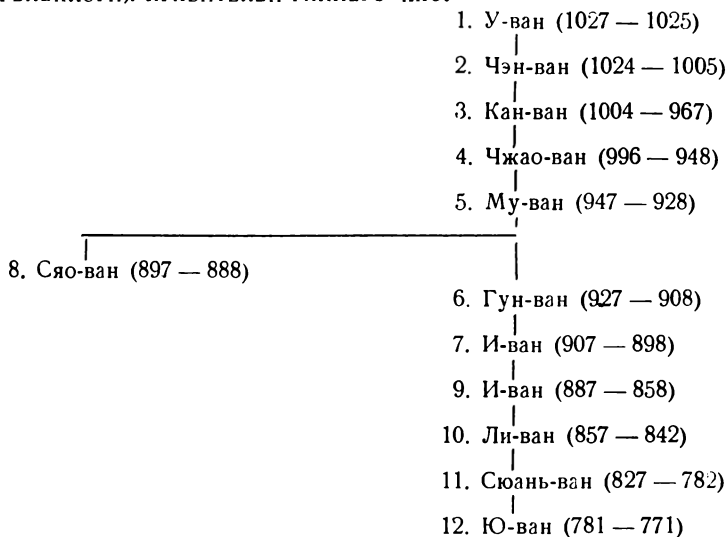 1. У-ван (1027 — 1025)
2. Чэн-ван (1024 — 1005)
3. Кан-ван (1004 — 967)
4. Чжао-ван (996 — 948)
5. Му-ван (947 — 928)
8. Сяо-ван (897 — 888)
6. Гун-ван (927 — 908)
7. И-ван (907 — 898)
9. И-ван (887 — 858)
10. Ли-ван (857 — 842)
11. Сюань-ван (827 — 782)
12. Ю-ван (781 — 771)